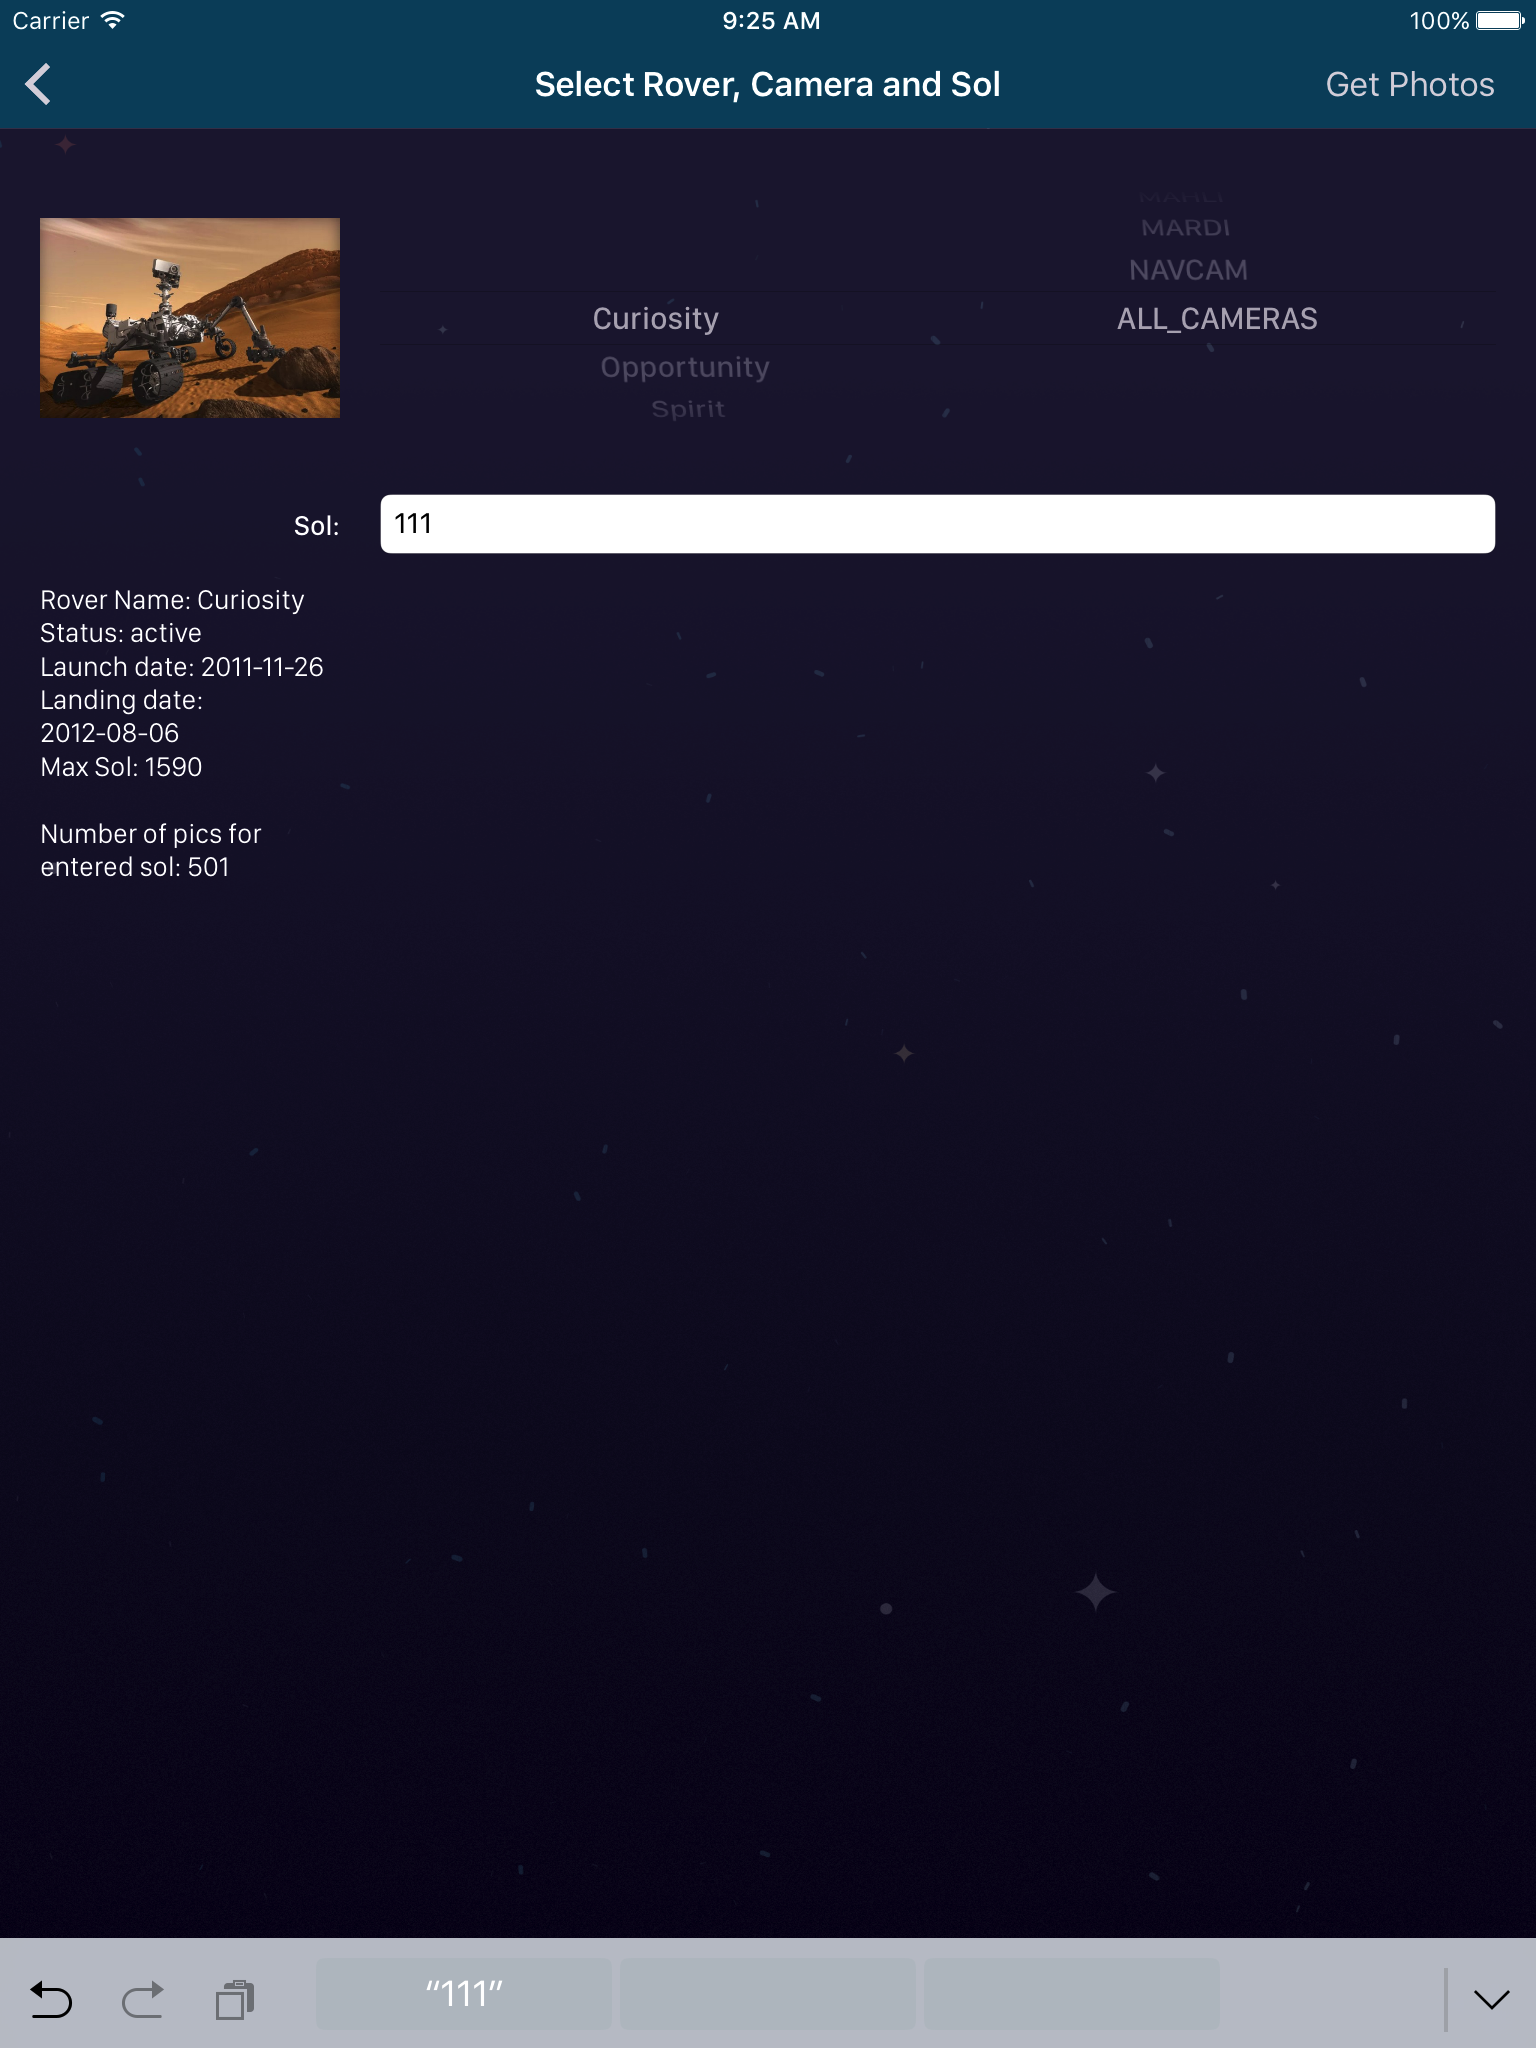 Carrier 9:25 AM 100%
Select Rover, Camera and Sol Get Photos
MAHLI
MARDI
NAVCAM
Curiosity ALL_CAMERAS
Opportunity
Spirit
Sol: 111
Rover Name: Curiosity
Status: active
Launch date: 2011-11-26
Landing date:
2012-08-06
Max Sol: 1590
Number of pics for
entered sol: 501
“111”